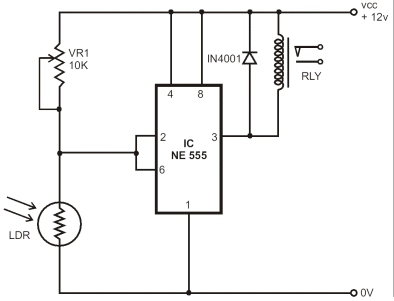 vcc
+ 12v
VR1
10K
IN4001
RLY
4
8
IC
NE 555
2
3
6
1
LDR
0V